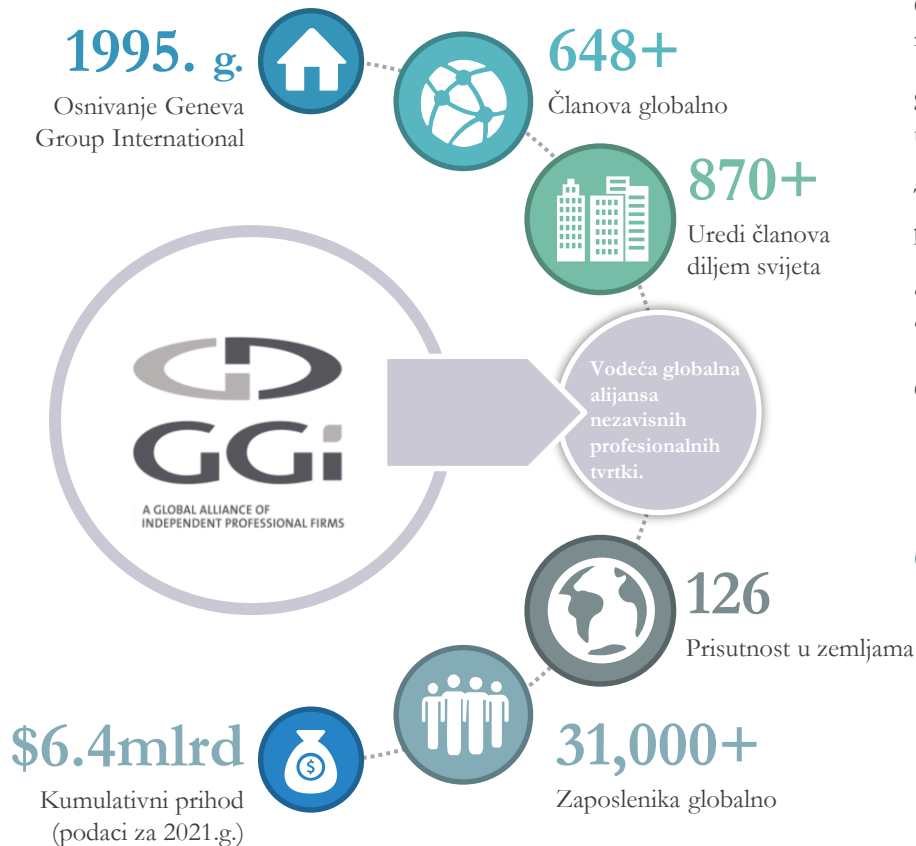 1995. g.
Osnivanje Geneva
Group International
648+
Članova globalno
870+
Uredi članova
diljem svijeta
GGi
A GLOBAL ALLIANCE OF
INDEPENDENT PROFESSIONAL FIRMS
Vodeća globalna
alijansa
nezavisnih
profesionalnih
tvrtki.
126
Prisutnost u zemljama
31,000+
Zaposlenika globalno
$6.4mlrd
Kumulativni prihod
(podaci za 2021.g.)